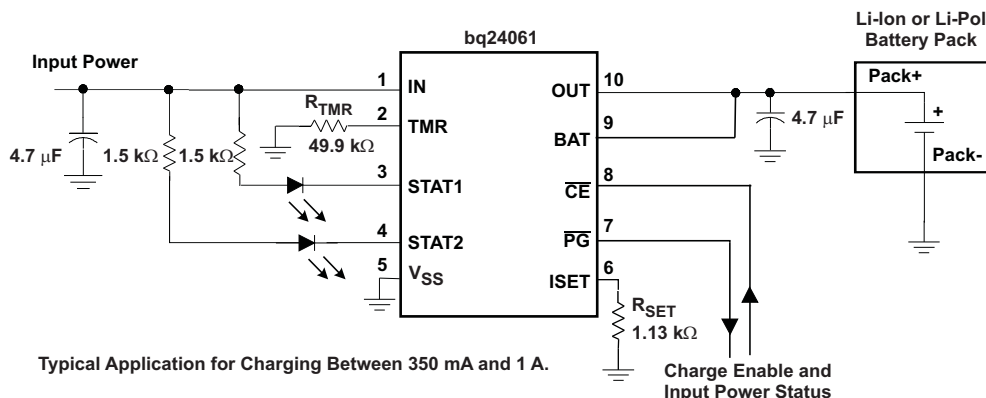 bq24061
Li-Ion or Li-Pol
Battery Pack
Input Power
1
IN
OUT
10
Pack+
RTMR
2
TMR
49.9 kΩ
BAT
9
4.7 μF
+
4.7 μF
1.5 kΩ
1.5 kΩ
Pack-
3
STAT1
CE
8
4
STAT2
PG
7
5
VSS
ISET
6
RSET
1.13 kΩ
Typical Application for Charging Between 350 mA and 1 A.
Charge Enable and
Input Power Status